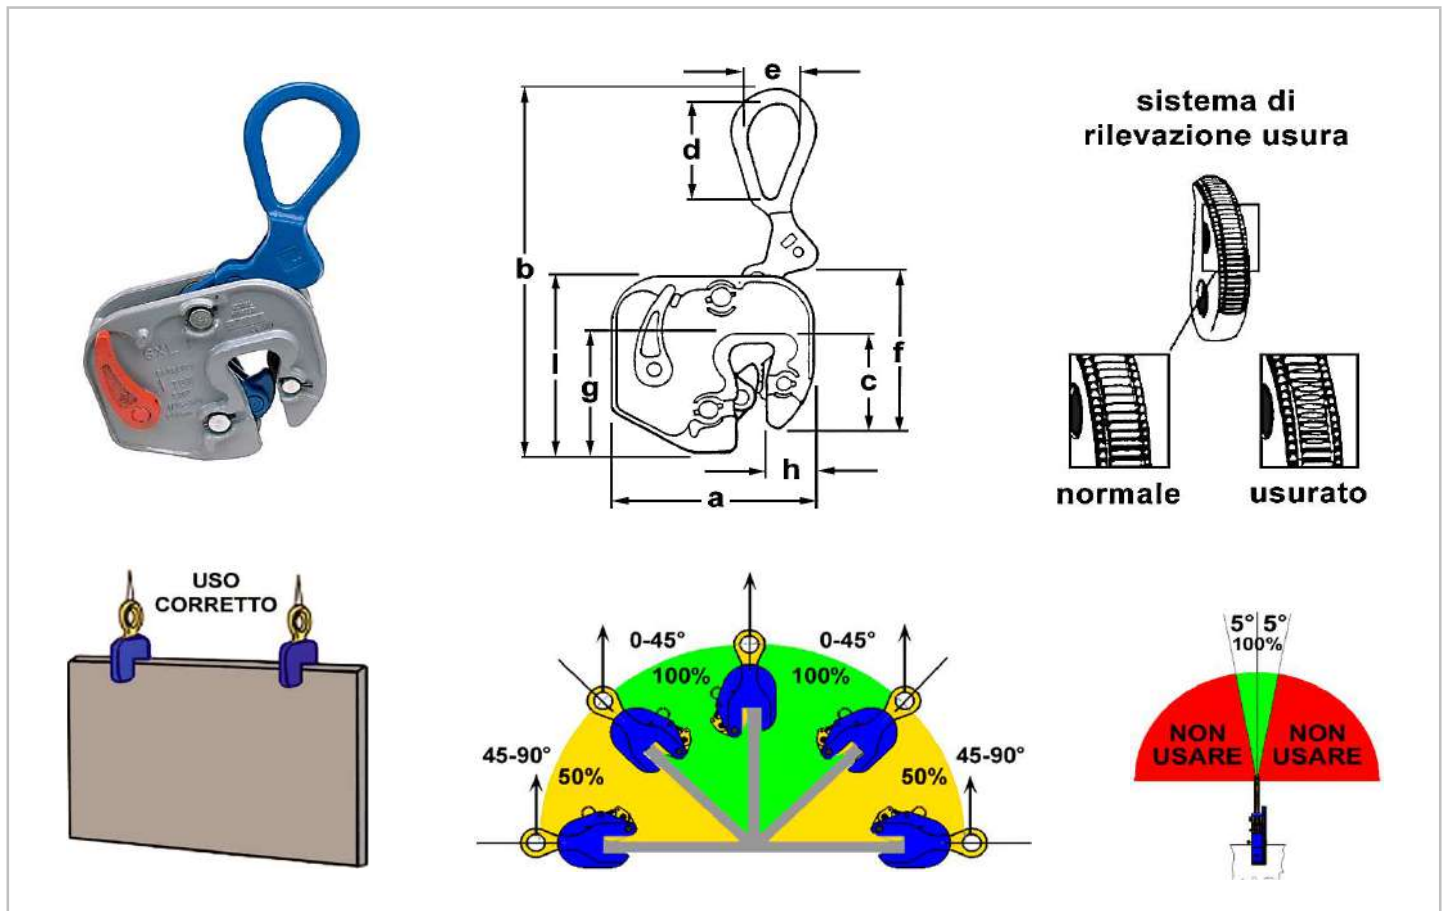 e
sistema di
rilevazione usura
d
b
i
g
c
f
h
a
normale
usurato
USO
CORRETTO
0-45°
0-45°
100%
100%
45-90°
45-90°
50%
50%
5°
5°
100%
NON
USARE
NON
USARE